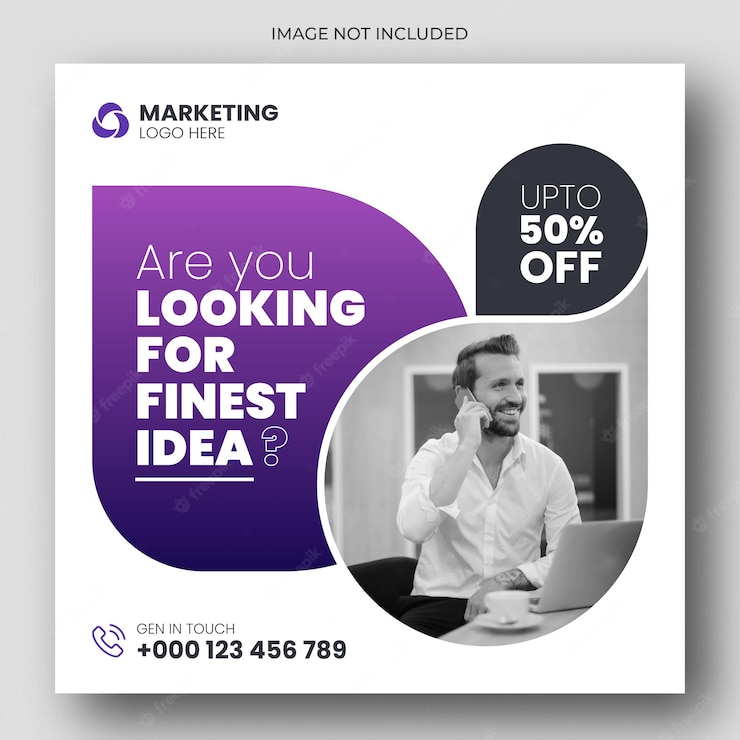 IMAGE NOT INCLUDED
MARKETING
LOGO HERE
UPTO
50%
OFF
Are you
LOOKING
FOR
FINEST
IDEA?
GEN IN TOUCH
+000 123 456 789
freepik